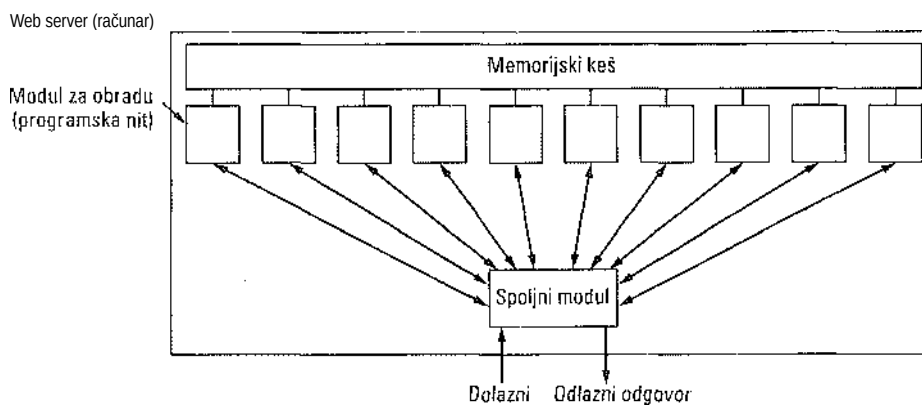 Web server (računar)
Memorijski keš
Modul za obradu
(programska nit)
Spoljni modul
Dolazni
Odlazni odgovor